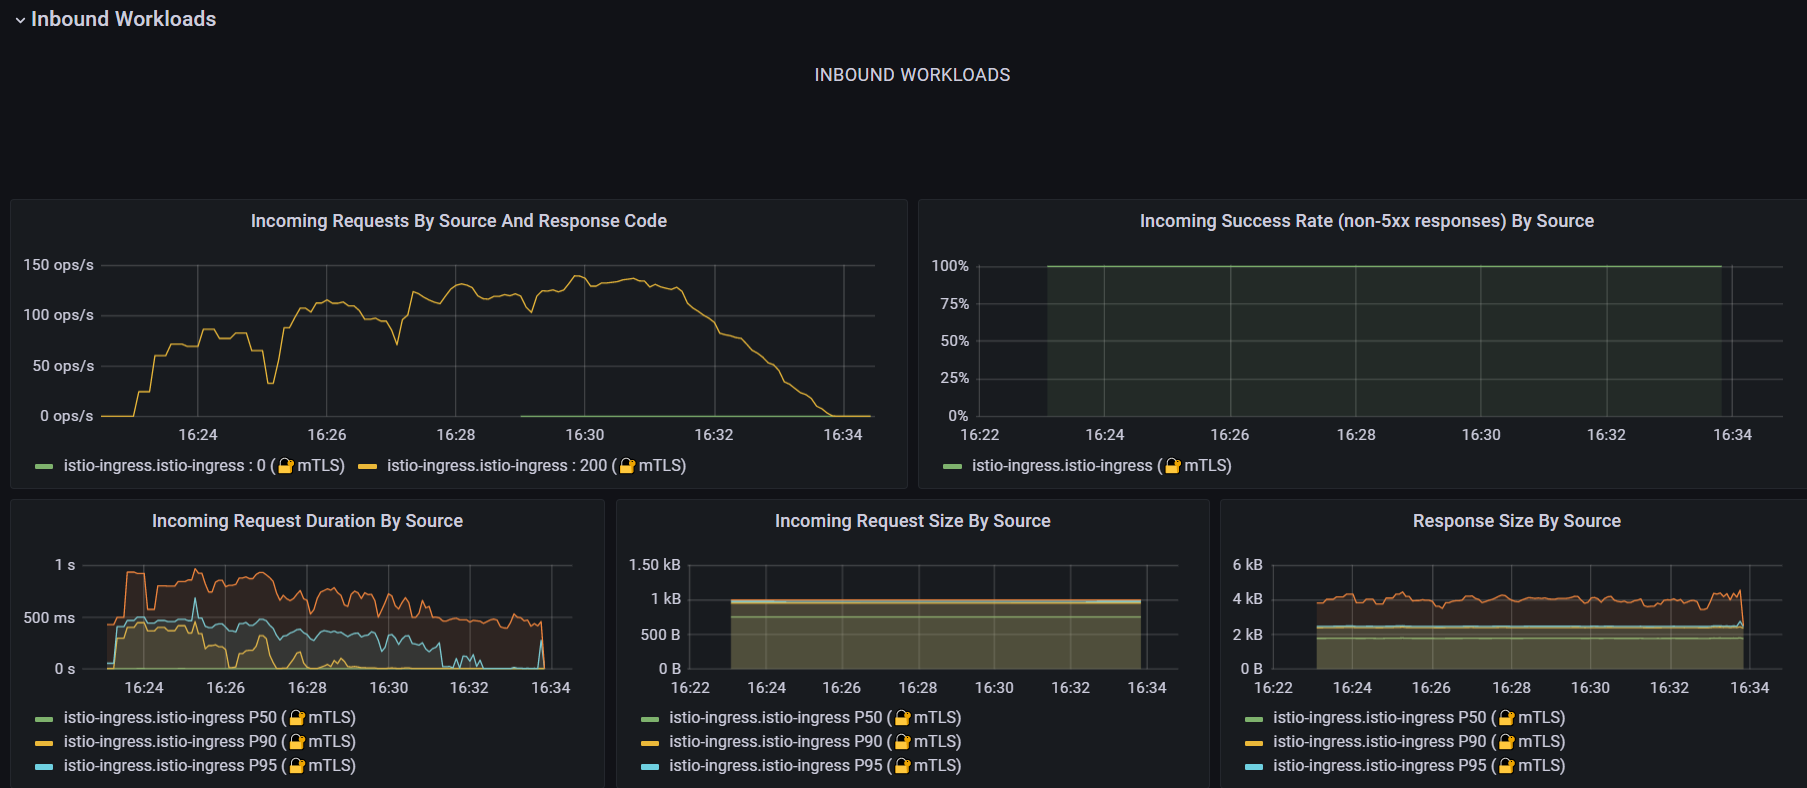 Inbound Workloads
INBOUND WORKLOADS
Incoming Requests By Source And Response Code
150 ops/s
100 ops/s
50 ops/s
0 ops/s
16:24 16:26 16:28 16:30 16:32 16:34
istio-ingress.istio-ingress : 0 (🔐mTLS) istio-ingress.istio-ingress : 200 (🔐mTLS)
Incoming Success Rate (non-5xx responses) By Source
100%
75%
50%
25%
0%
16:22 16:24 16:26 16:28 16:30 16:32 16:34
istio-ingress.istio-ingress (🔐mTLS)
Incoming Request Duration By Source
1 s
500 ms
0 s
16:24 16:26 16:28 16:30 16:32 16:34
istio-ingress.istio-ingress P50 (🔐mTLS)
istio-ingress.istio-ingress P90 (🔐mTLS)
istio-ingress.istio-ingress P95 (🔐mTLS)
Incoming Request Size By Source
1.50 kB
1 kB
500 B
0 B
16:22 16:24 16:26 16:28 16:30 16:32 16:34
istio-ingress.istio-ingress P50 (🔐mTLS)
istio-ingress.istio-ingress P90 (🔐mTLS)
istio-ingress.istio-ingress P95 (🔐mTLS)
Response Size By Source
6 kB
4 kB
2 kB
0 B
16:22 16:24 16:26 16:28 16:30 16:32 16:34
istio-ingress.istio-ingress P50 (🔐mTLS)
istio-ingress.istio-ingress P90 (🔐mTLS)
istio-ingress.istio-ingress P95 (🔐mTLS)